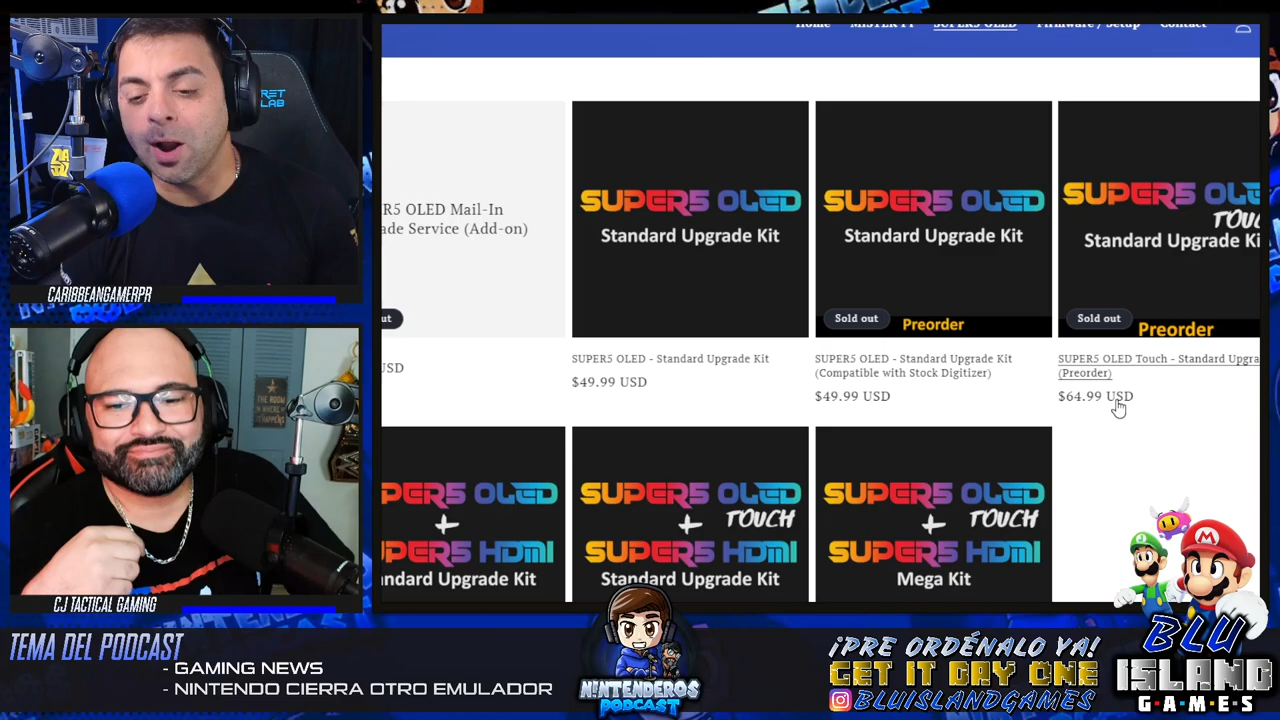 Home MISTER FPGA SUPER5 OLED Firmware / Setup Contact
RET
LAB
R5 OLED Mail-In
ade Service (Add-on)
ut
USD
SUPER5 OLED
Standard Upgrade Kit
SUPER5 OLED - Standard Upgrade Kit
$49.99 USD
SUPER5 OLED
Standard Upgrade Kit
Sold out
Preorder
SUPER5 OLED - Standard Upgrade Kit
(Compatible with Stock Digitizer)
$49.99 USD
SUPER5 OLE
TOUC
Standard Upgrade Ki
Sold out
Preorder
SUPER5 OLED Touch - Standard Upgra
(Preorder)
$64.99 USD
CARIBBEANGAMERPR
PER5 OLED
+
PER5 HDMI
ndard Upgrade Kit
SUPER5 OLED
+ TOUCH
SUPER5 HDMI
Standard Upgrade Kit
SUPER5 OLED
+ TOUCH
SUPER5 HDMI
Mega Kit
THE ROOM
CJ TACTICAL GAMING
TEMA DEL PODCAST
- GAMING NEWS
- NINTENDO CIERRA OTRO EMULADOR
NINTENDEROS
PODCAST
¡PRE ORDÉNALO YA!
GET IT DAY ONE
BLUISLANDGAMES
BLU
ISLAND
G·A·M·E·S